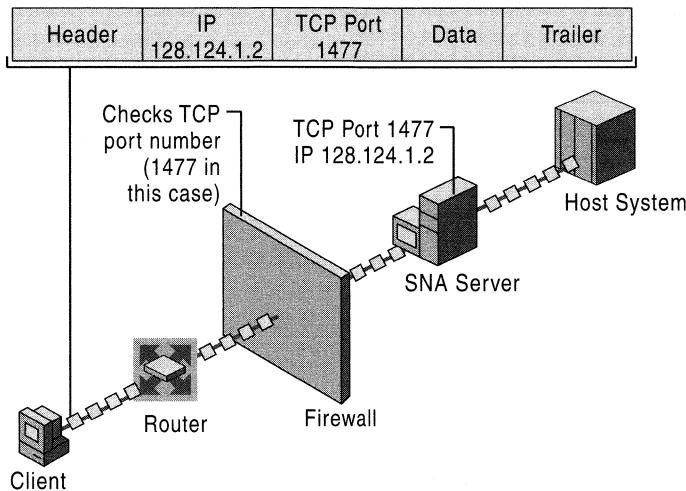 Header
IP
128.124.1.2
TCP Port
1477
Data
Trailer
Checks TCP
port number
(1477 in
this case)
TCP Port 1477
IP 128.124.1.2
Host System
SNA Server
Firewall
Router
Client